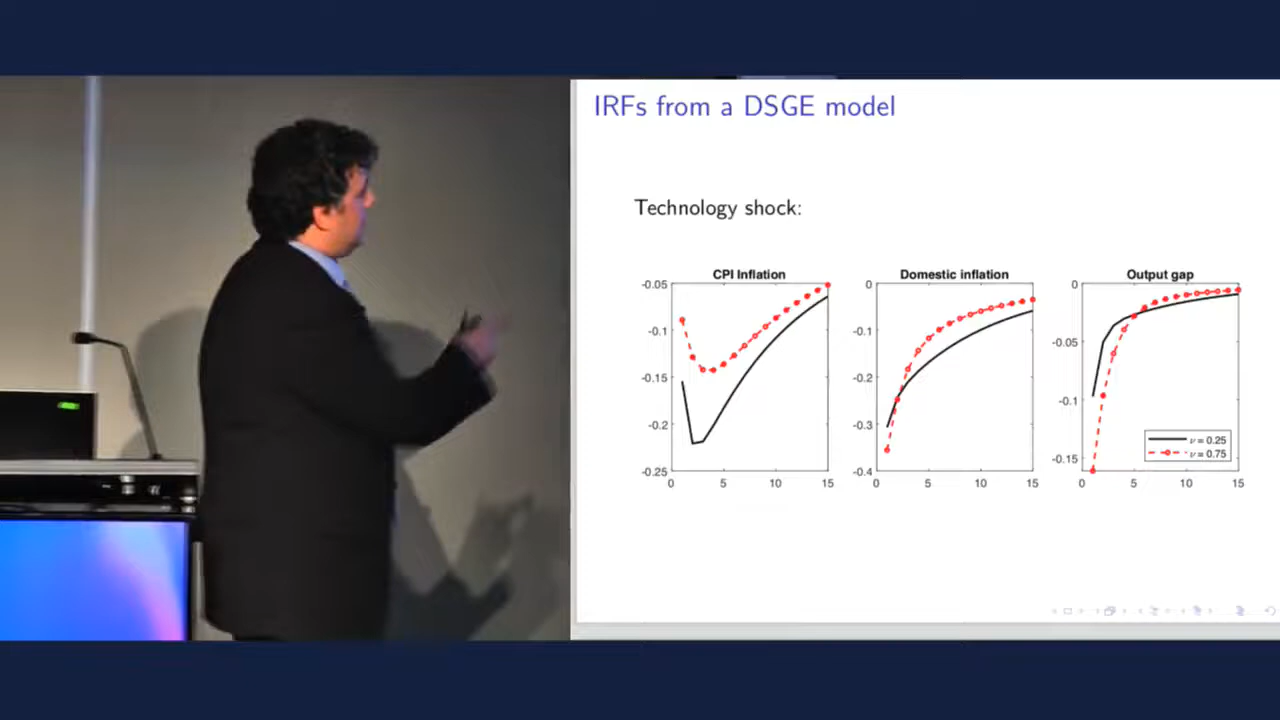 IRFs from a DSGE model
Technology shock:
CPI Inflation
-0.05
-0.1
-0.15
-0.2
-0.25
0 5 10 15
Domestic inflation
0
-0.1
-0.2
-0.3
-0.4
0 5 10 15
Output gap
0
-0.05
-0.1
-0.15
0 5 10 15
ν = 0.25
ν = 0.75